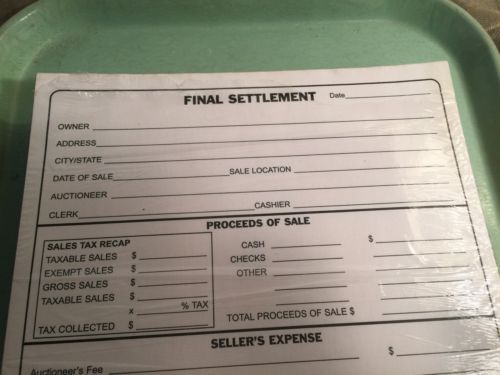 FINAL SETTLEMENT Date
OWNER
ADDRESS
CITY/STATE
DATE OF SALE SALE LOCATION
AUCTIONEER
CLERK CASHIER
PROCEEDS OF SALE
SALES TAX RECAP
TAXABLE SALES $
EXEMPT SALES $
GROSS SALES $
TAXABLE SALES $
x % TAX
TAX COLLECTED $
CASH $
CHECKS
OTHER
TOTAL PROCEEDS OF SALE $
SELLER'S EXPENSE
Auctioneer's Fee $